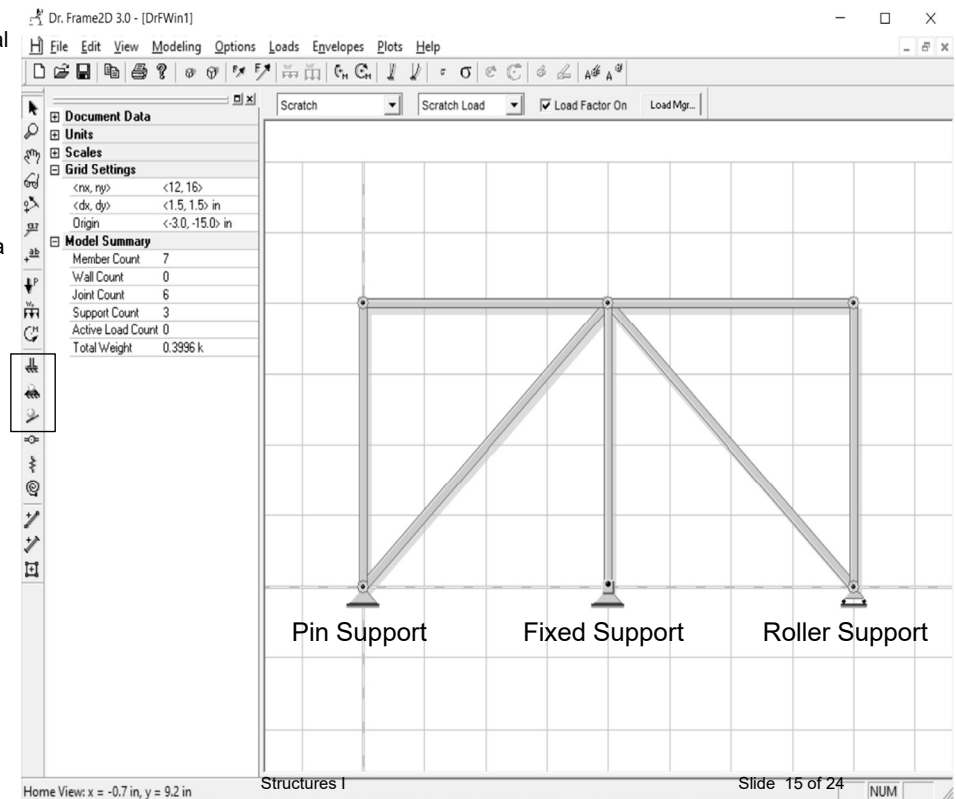 Dr. Frame2D 3.0 - [DrFWin1]
al
File Edit View Modeling Options Loads Envelopes Plots Help
Scratch
Scratch Load
Load Factor On
Load Mgr...
Document Data
Units
Scales
Grid Settings
<nx, ny> <12, 16>
<dx, dy> <1.5, 1.5> in
Origin <-3.0, -15.0> in
a
Model Summary
Member Count 7
Wall Count 0
Joint Count 6
Support Count 3
Active Load Count 0
Total Weight 0.3996 k
Pin Support
Fixed Support
Roller Support
Structures I
Slide 15 of 24
Home View: x = -0.7 in, y = 9.2 in
NUM